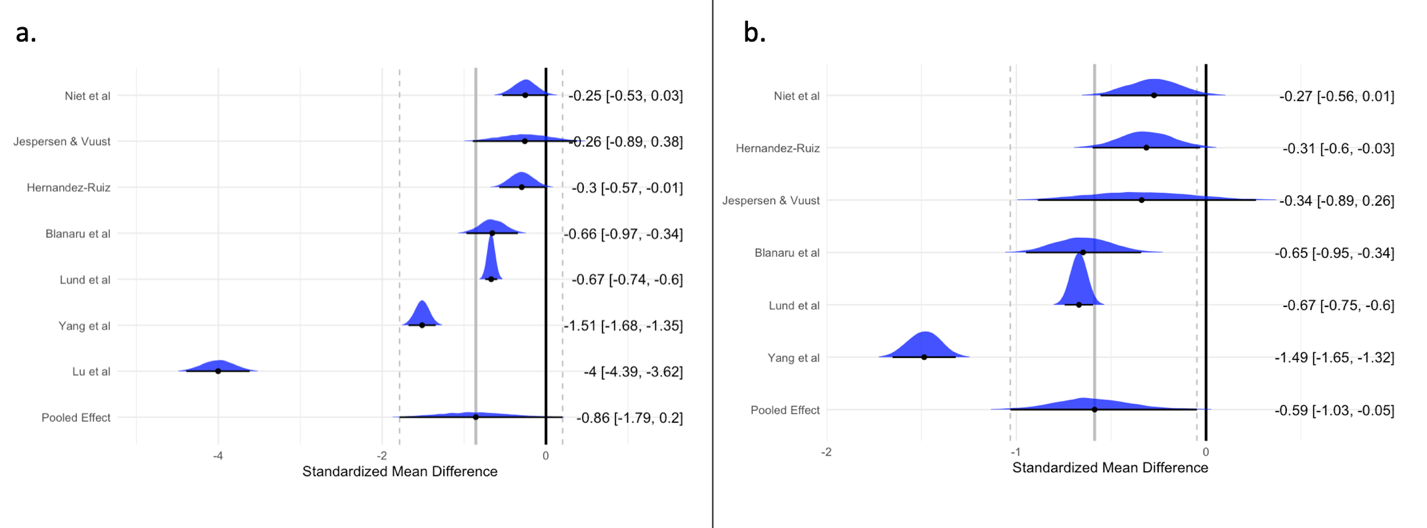 a.
Niet et al -0.25 [-0.53, 0.03]
Jespersen & Vuust -0.26 [-0.89, 0.38]
Hernandez-Ruiz -0.3 [-0.57, -0.01]
Blanaru et al -0.66 [-0.97, -0.34]
Lund et al -0.67 [-0.74, -0.6]
Yang et al -1.51 [-1.68, -1.35]
Lu et al -4 [-4.39, -3.62]
Pooled Effect -0.86 [-1.79, 0.2]
-4 -2 0
Standardized Mean Difference
b.
Niet et al -0.27 [-0.56, 0.01]
Hernandez-Ruiz -0.31 [-0.6, -0.03]
Jespersen & Vuust -0.34 [-0.89, 0.26]
Blanaru et al -0.65 [-0.95, -0.34]
Lund et al -0.67 [-0.75, -0.6]
Yang et al -1.49 [-1.65, -1.32]
Pooled Effect -0.59 [-1.03, -0.05]
-2 -1 0
Standardized Mean Difference